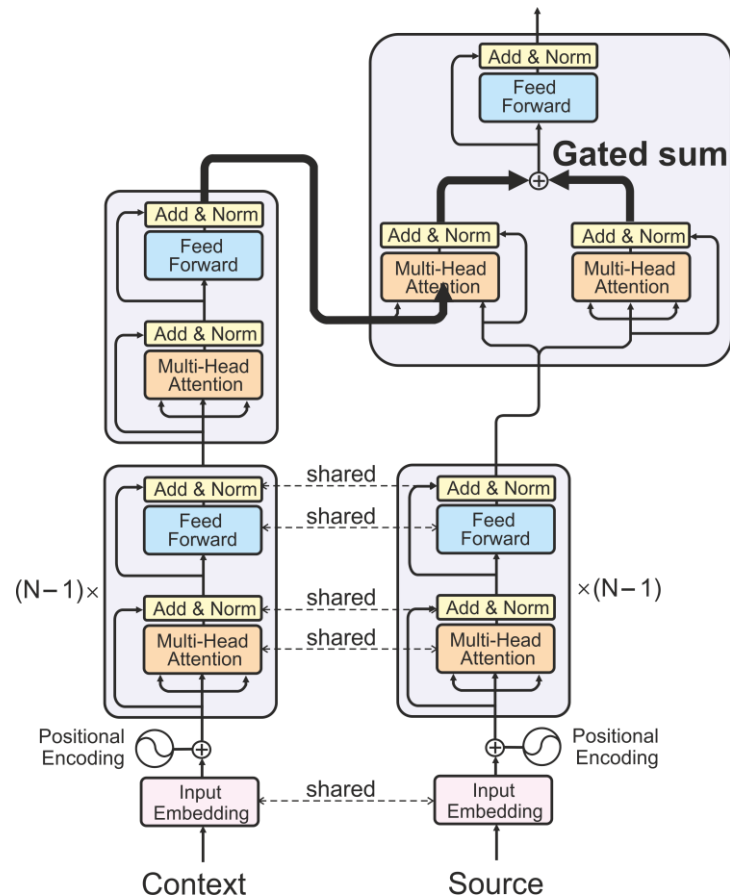 Add & Norm
Feed
Forward
Gated sum
Add & Norm
Feed
Forward
Add & Norm
Multi-Head
Attention
Add & Norm
Multi-Head
Attention
Add & Norm
Multi-Head
Attention
Add & Norm
Feed
Forward
Add & Norm
Multi-Head
Attention
(N−1)×
shared
shared
shared
shared
Add & Norm
Feed
Forward
Add & Norm
Multi-Head
Attention
×(N−1)
Positional
Encoding
Positional
Encoding
Input
Embedding
shared
Input
Embedding
Context
Source